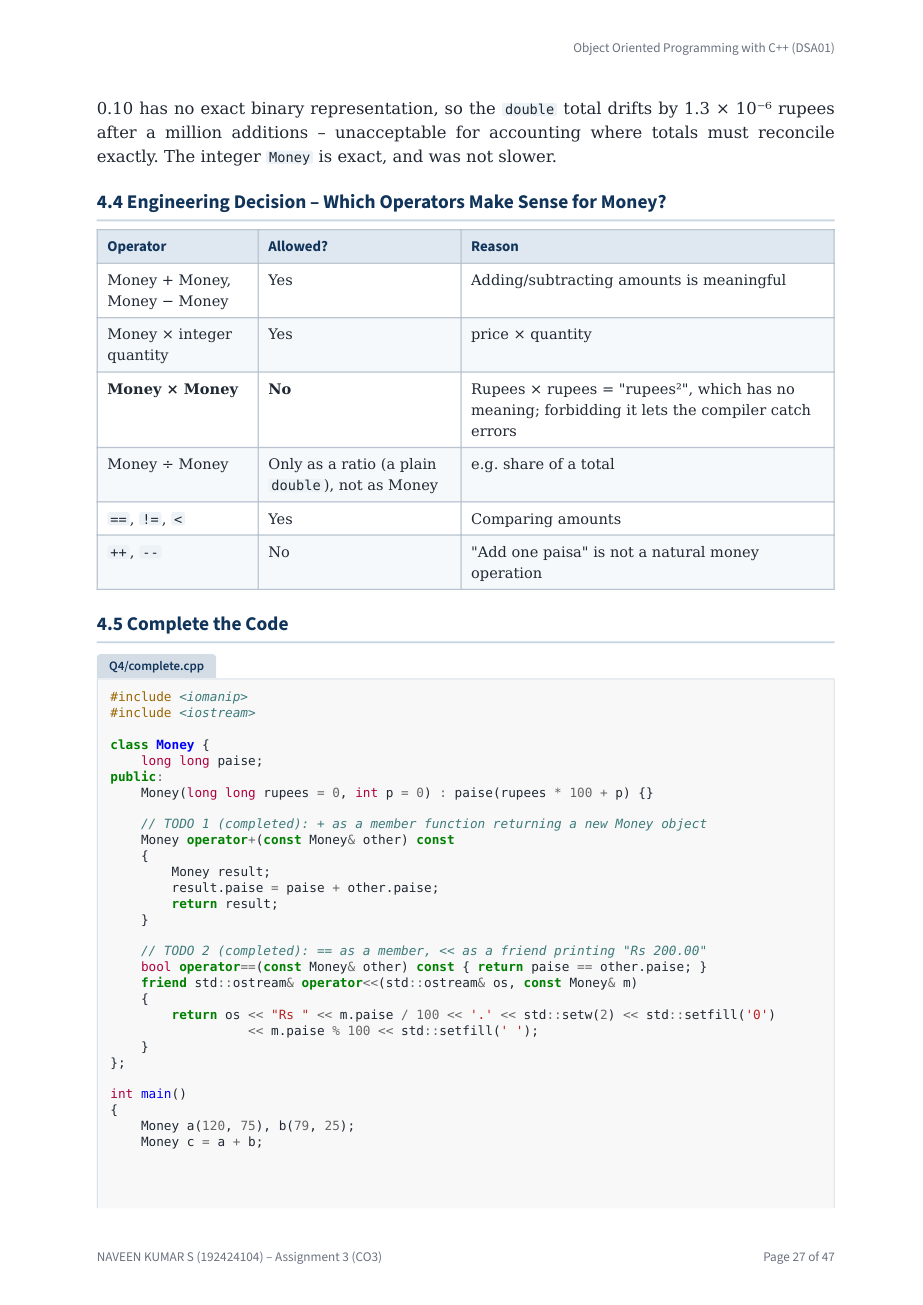 Object Oriented Programming with C++ (DSA01)
0.10 has no exact binary representation, so the double total drifts by 1.3 × 10⁻⁶ rupees
after a million additions – unacceptable for accounting where totals must reconcile
exactly. The integer Money is exact, and was not slower.
4.4 Engineering Decision – Which Operators Make Sense for Money?
Operator Allowed? Reason
Money + Money, Yes Adding/subtracting amounts is meaningful
Money − Money
Money × integer Yes price × quantity
quantity
Money × Money No Rupees × rupees = "rupees²", which has no
meaning; forbidding it lets the compiler catch
errors
Money ÷ Money Only as a ratio (a plain e.g. share of a total
double), not as Money
==, !=, < Yes Comparing amounts
++, -- No "Add one paisa" is not a natural money
operation
4.5 Complete the Code
Q4/complete.cpp
#include <iomanip>
#include <iostream>
class Money {
    long long paise;
public:
    Money(long long rupees = 0, int p = 0) : paise(rupees * 100 + p) {}
    // TODO 1 (completed): + as a member function returning a new Money object
    Money operator+(const Money& other) const
    {
        Money result;
        result.paise = paise + other.paise;
        return result;
    }
    // TODO 2 (completed): == as a member, << as a friend printing "Rs 200.00"
    bool operator==(const Money& other) const { return paise == other.paise; }
    friend std::ostream& operator<<(std::ostream& os, const Money& m)
    {
        return os << "Rs " << m.paise / 100 << '.' << std::setw(2) << std::setfill('0')
                  << m.paise % 100 << std::setfill(' ');
    }
};
int main()
{
    Money a(120, 75), b(79, 25);
    Money c = a + b;
NAVEEN KUMAR S (192424104) – Assignment 3 (CO3) Page 27 of 47